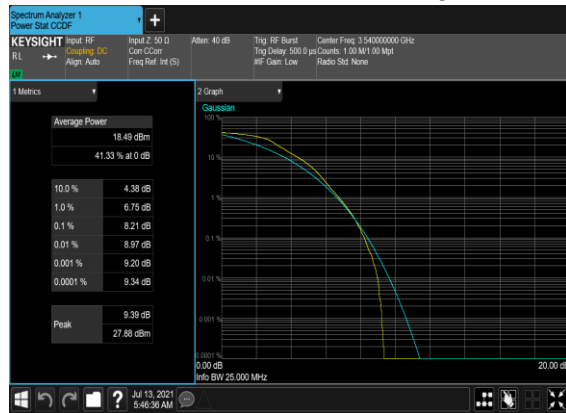 Spectrum Analyzer 1
Power Stat CCDF
+
KEYSIGHT
RL
Input: RF
Coupling: DC
Align: Auto
Input Z: 50 Ω
Corr CCorr
Freq Ref: Int (S)
Atten: 40 dB
Trig: RF Burst
Trig Delay: 500.0 µs
#IF Gain: Low
Center Freq: 3.540000000 GHz
Counts: 1.00 M/1.00 Mpt
Radio Std: None
1 Metrics
Average Power
18.49 dBm
41.33 % at 0 dB
10.0 % 4.38 dB
1.0 % 6.75 dB
0.1 % 8.21 dB
0.01 % 8.97 dB
0.001 % 9.20 dB
0.0001 % 9.34 dB
Peak
9.39 dB
27.88 dBm
2 Graph
Gaussian
100 %
10 %
1 %
0.1 %
0.01 %
0.001 %
0.0001 %
0.00 dB
20.00 dB
Info BW 25.000 MHz
?
Jul 13, 2021
5:46:36 AM